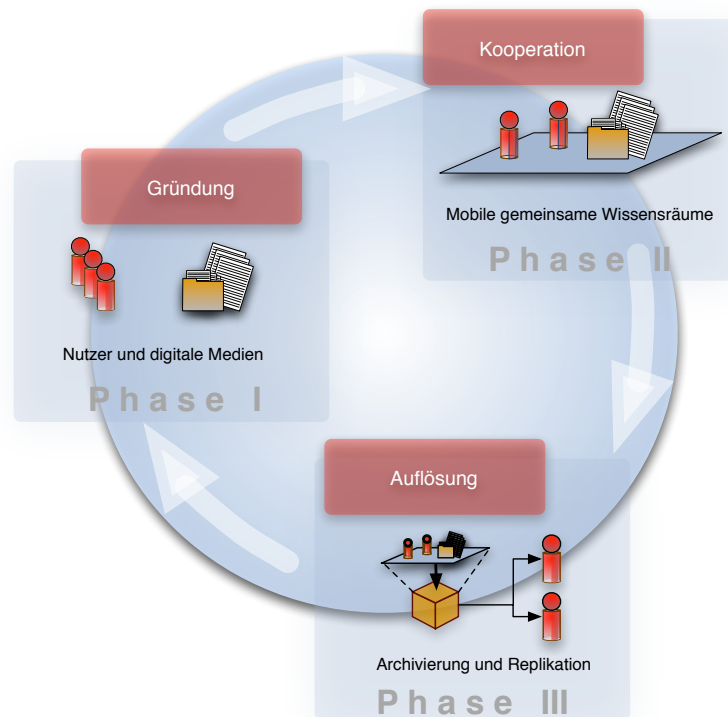 Kooperation
Mobile gemeinsame Wissensräume
Phase II
Gründung
Nutzer und digitale Medien
Phase I
Auflösung
Archivierung und Replikation
Phase III